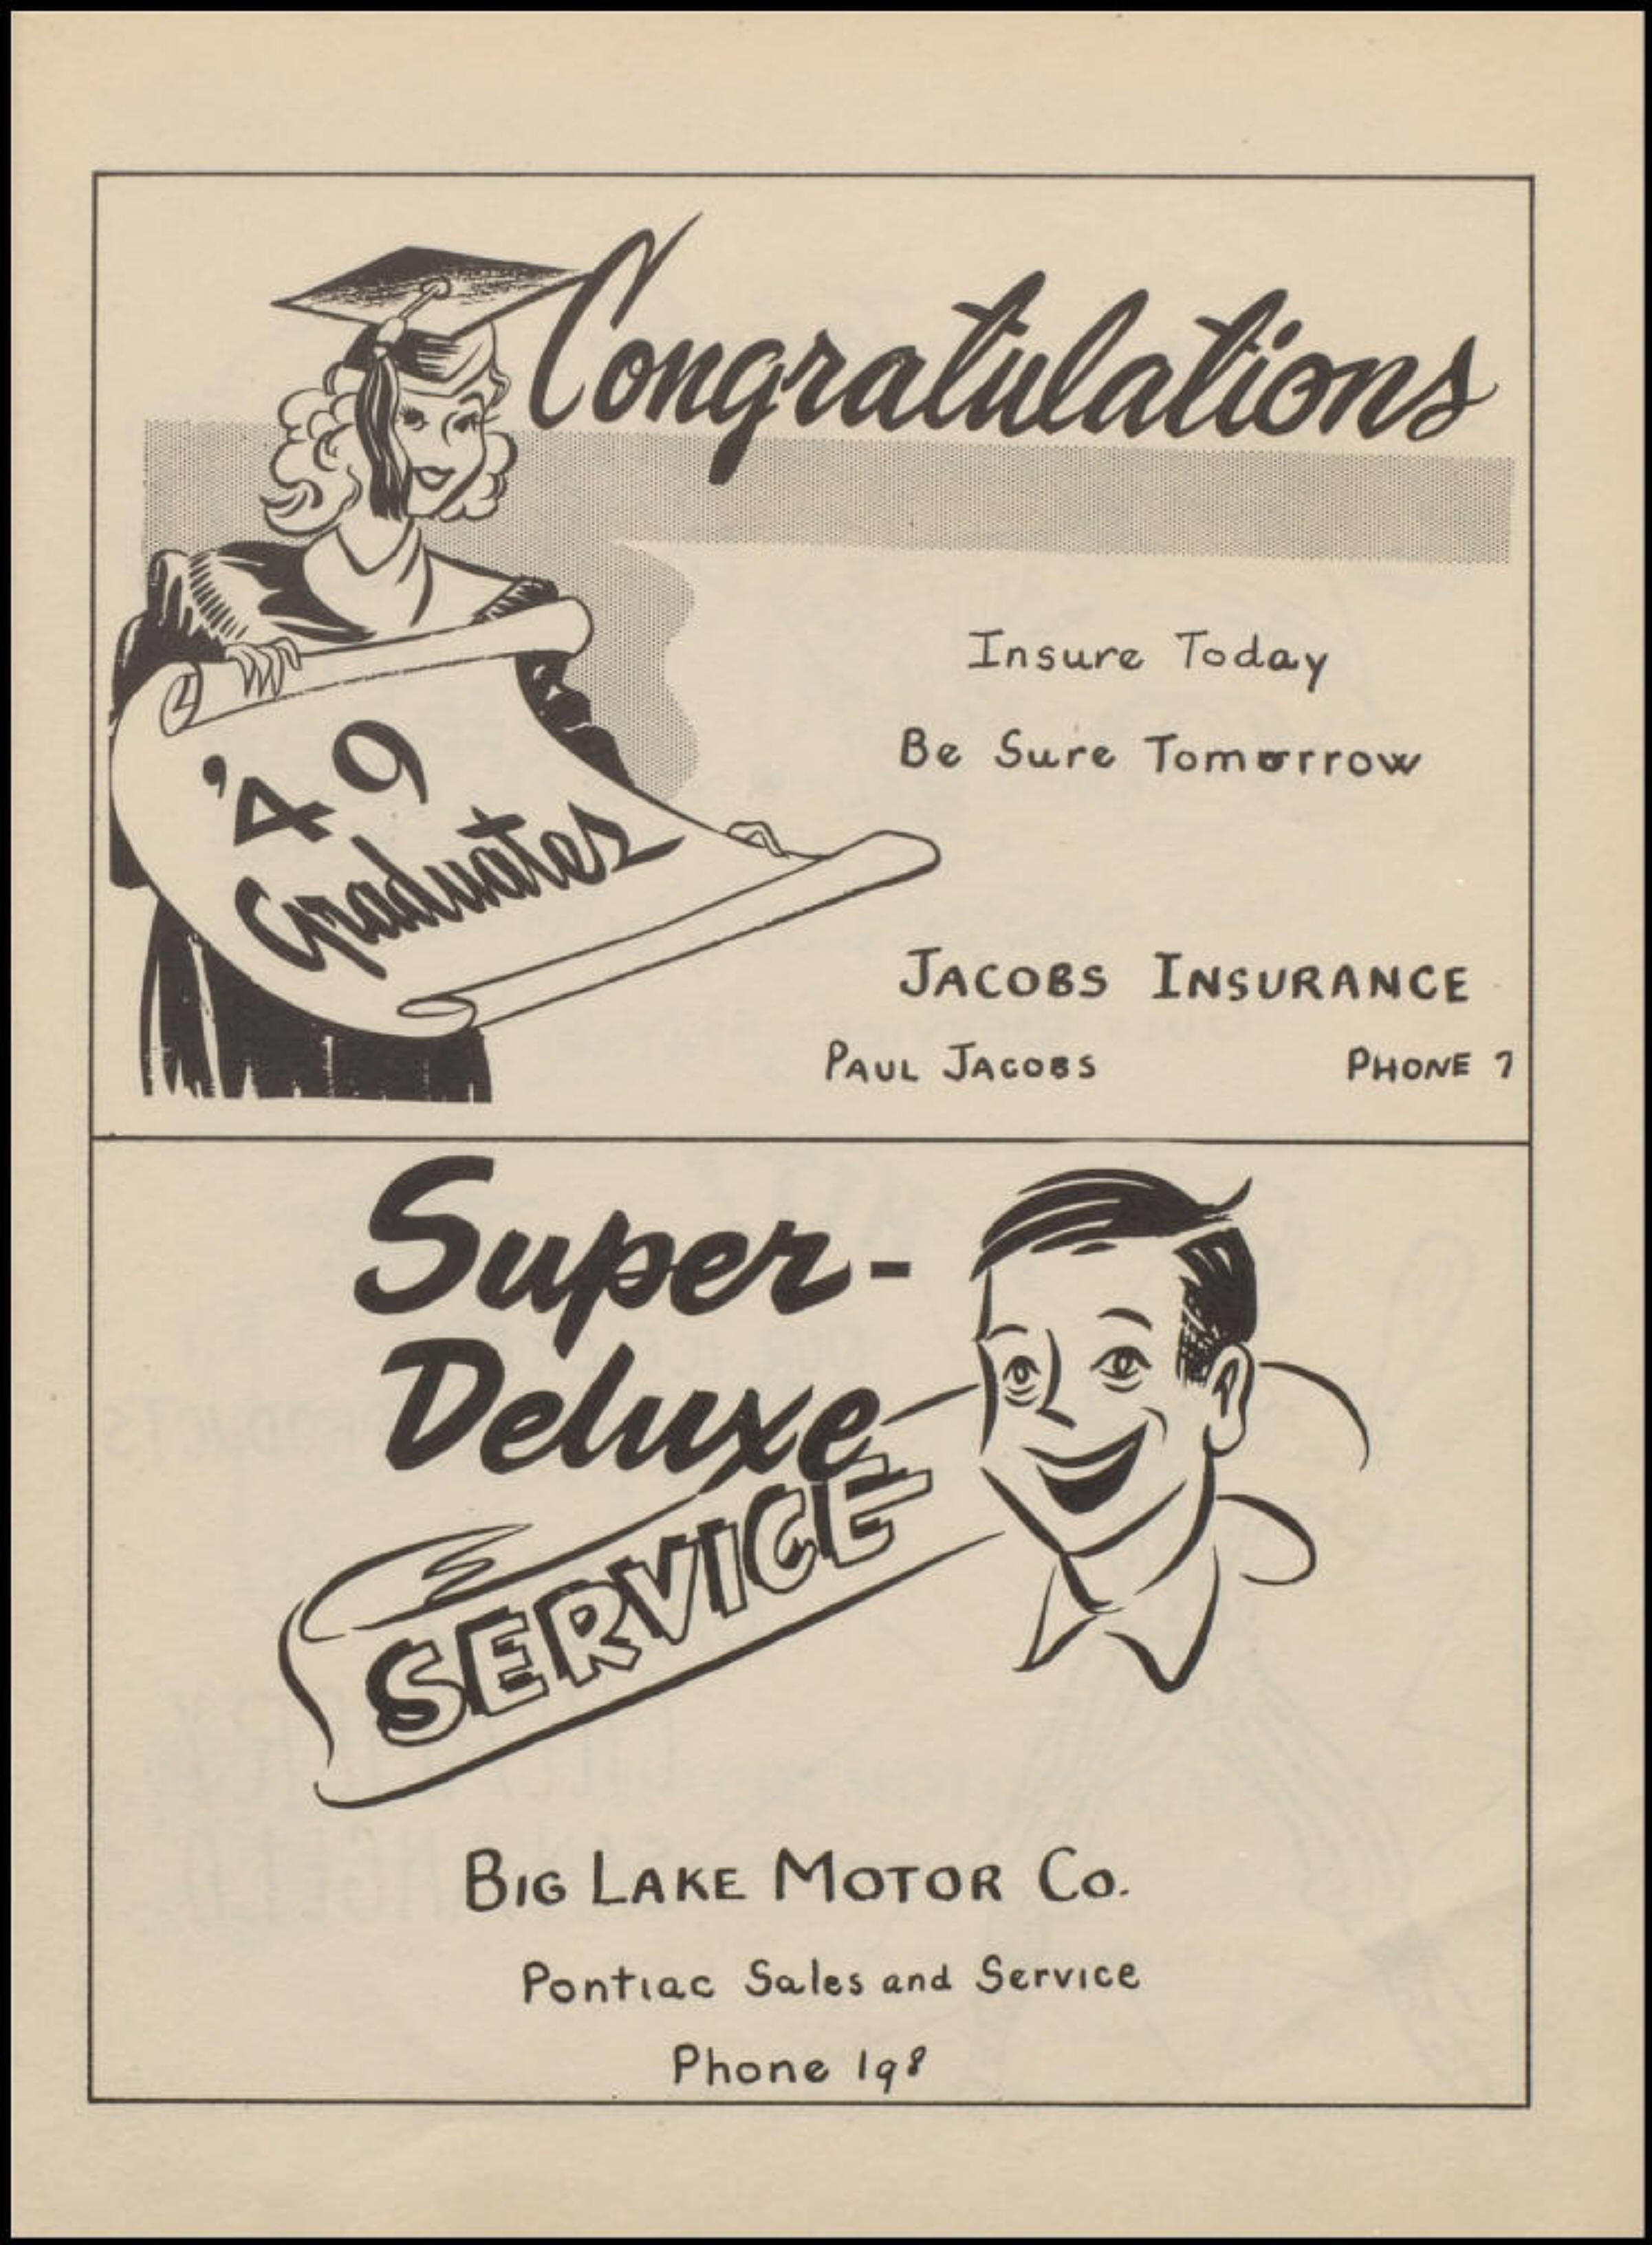 Congratulations
'49
Graduates
Insure Today
Be Sure Tomorrow
JACOBS INSURANCE
PAUL JACOBS PHONE 7
Super-
Deluxe
SERVICE
BIG LAKE MOTOR Co.
Pontiac Sales and Service
Phone 198